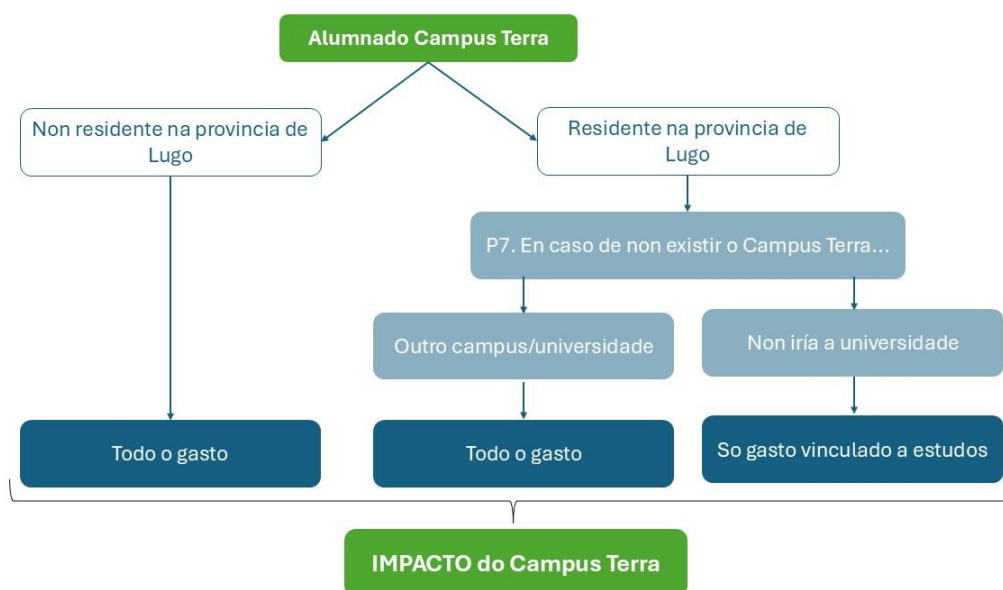 Alumnado Campus Terra
Non residente na provincia de
Lugo
Residente na provincia de
Lugo
P7. En caso de non existir o Campus Terra...
Outro campus/universidade
Non iría a universidade
Todo o gasto
Todo o gasto
So gasto vinculado a estudos
IMPACTO do Campus Terra